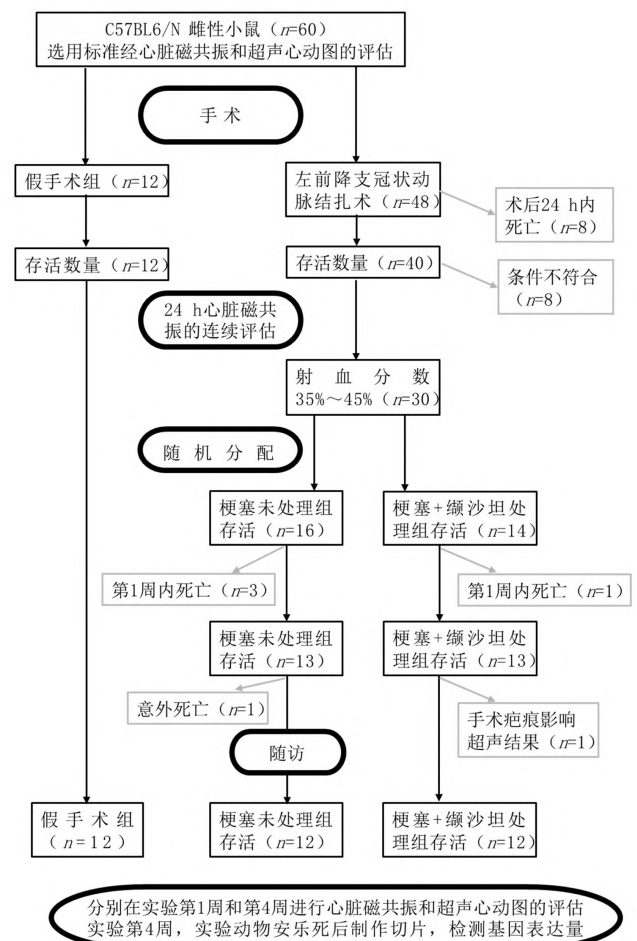 C57BL6/N 雌性小鼠（n=60）
选用标准经心脏磁共振和超声心动图的评估
手 术
假手术组（n=12）
左前降支冠状动
脉结扎术（n=48）
术后24 h内
死亡（n=8）
存活数量（n=12）
存活数量（n=40）
条件不符合
（n=8）
24 h心脏磁共
振的连续评估
射 血 分 数
35%～45%（n=30）
随 机 分 配
梗塞未处理组
存活（n=16）
梗塞+缬沙坦处
理组存活（n=14）
第1周内死亡（n=3）
第1周内死亡（n=1）
梗塞未处理组
存活（n=13）
梗塞+缬沙坦处
理组存活（n=13）
意外死亡（n=1）
手术疤痕影响
超声结果（n=1）
随访
假 手 术 组
（n=12）
梗塞未处理组
存活（n=12）
梗塞+缬沙坦处
理组存活（n=12）
分别在实验第1周和第4周进行心脏磁共振和超声心动图的评估
实验第4周，实验动物安乐死后制作切片，检测基因表达量